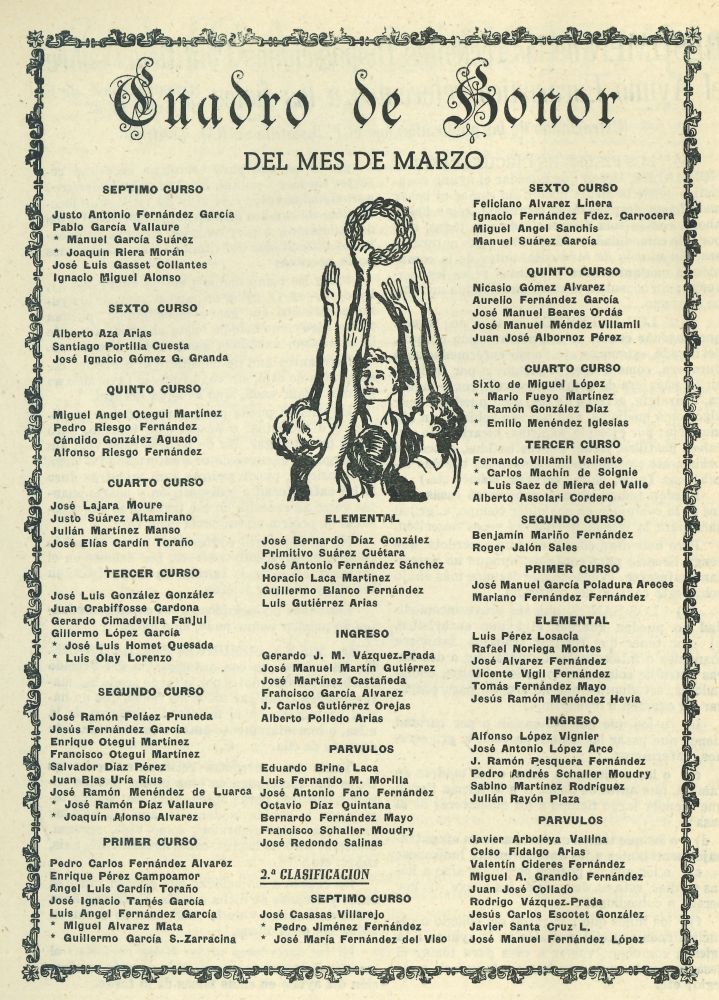 Cuadro de Honor
DEL MES DE MARZO
SEPTIMO CURSO
Justo Antonio Fernández García
Pablo García Vallaure
* Manuel García Suárez
* Joaquín Riera Morán
José Luis Gasset Collantes
Ignacio Miguel Alonso
SEXTO CURSO
Alberto Aza Arias
Santiago Portilla Cuesta
José Ignacio Gómez G. Granda
QUINTO CURSO
Miguel Angel Otegui Martínez
Pedro Riesgo Fernández
Cándido González Aguado
Alfonso Riesgo Fernández
CUARTO CURSO
José Lajara Moure
Justo Suárez Altamirano
Julián Martínez Manso
José Elías Cardín Toraño
TERCER CURSO
José Luis González González
Juan Crabiffosse Cardona
Gerardo Cimadevilla Fanjul
Gillermo López García
* José Luis Homet Quesada
* Luis Olay Lorenzo
SEGUNDO CURSO
José Ramón Peláez Pruneda
Jesús Fernández García
Enrique Otegui Martínez
Francisco Otegui Martínez
Salvador Díaz Pérez
Juan Blas Uría Ríus
José Ramón Menéndez de Luarca
* José Ramón Díaz Vallaure
* Joaquín Alonso Alvarez
PRIMER CURSO
Pedro Carlos Fernández Alvarez
Enrique Pérez Campoamor
Angel Luis Cardín Toraño
José Ignacio Tamés García
Luis Angel Fernández García
* Miguel Alvarez Mata
* Guillermo García S.-Zarracina
ELEMENTAL
José Bernardo Díaz González
Primitivo Suárez Cuétara
José Antonio Fernández Sánchez
Horacio Laca Martínez
Guillermo Blanco Fernández
Luis Gutiérrez Arias
INGRESO
Gerardo J. M. Vázquez-Prada
José Manuel Martín Gutiérrez
José Martínez Castañeda
Francisco García Alvarez
J. Carlos Gutiérrez Orejas
Alberto Polledo Arias
PARVULOS
Eduardo Brine Laca
Luis Fernando M. Morilla
José Antonio Fano Fernández
Octavio Díaz Quintana
Bernardo Fernández Mayo
Francisco Schaller Moudry
José Redondo Salinas
2.ª CLASIFICACION
SEPTIMO CURSO
José Casasas Villarejo
* Pedro Jiménez Fernández
* José María Fernández del Viso
SEXTO CURSO
Feliciano Alvarez Linera
Ignacio Fernández Fdez. Carrocera
Miguel Angel Sanchís
Manuel Suárez García
QUINTO CURSO
Nicasio Gómez Alvarez
Aurelio Fernández García
José Manuel Beares Ordás
José Manuel Méndez Villamil
Juan José Albornoz Pérez
CUARTO CURSO
Sixto de Miguel López
* Mario Fueyo Martínez
* Ramón González Díaz
* Emilio Menéndez Iglesias
TERCER CURSO
Fernando Villamil Valiente
* Carlos Machín de Soignie
* Luis Saez de Miera del Valle
Alberto Assolari Cordero
SEGUNDO CURSO
Benjamín Mariño Fernández
Roger Jalón Sales
PRIMER CURSO
José Manuel García Poladura Areces
Mariano Fernández Fernández
ELEMENTAL
Luis Pérez Losacia
Rafael Noriega Montes
José Alvarez Fernández
Vicente Vigil Fernández
Tomás Fernández Mayo
Jesús Ramón Menéndez Hevia
INGRESO
Alfonso López Vignier
José Antonio López Arce
J. Ramón Pesquera Fernández
Pedro Andrés Schaller Moudry
Sabino Martínez Rodríguez
Julián Rayón Plaza
PARVULOS
Javier Arboleya Vallina
Celso Fidalgo Arias
Valentín Cideres Fernández
Miguel A. Grandio Fernández
Juan José Collado
Rodrigo Vázquez-Prada
Jesús Carlos Escotet González
Javier Santa Cruz L.
José Manuel Fernández López